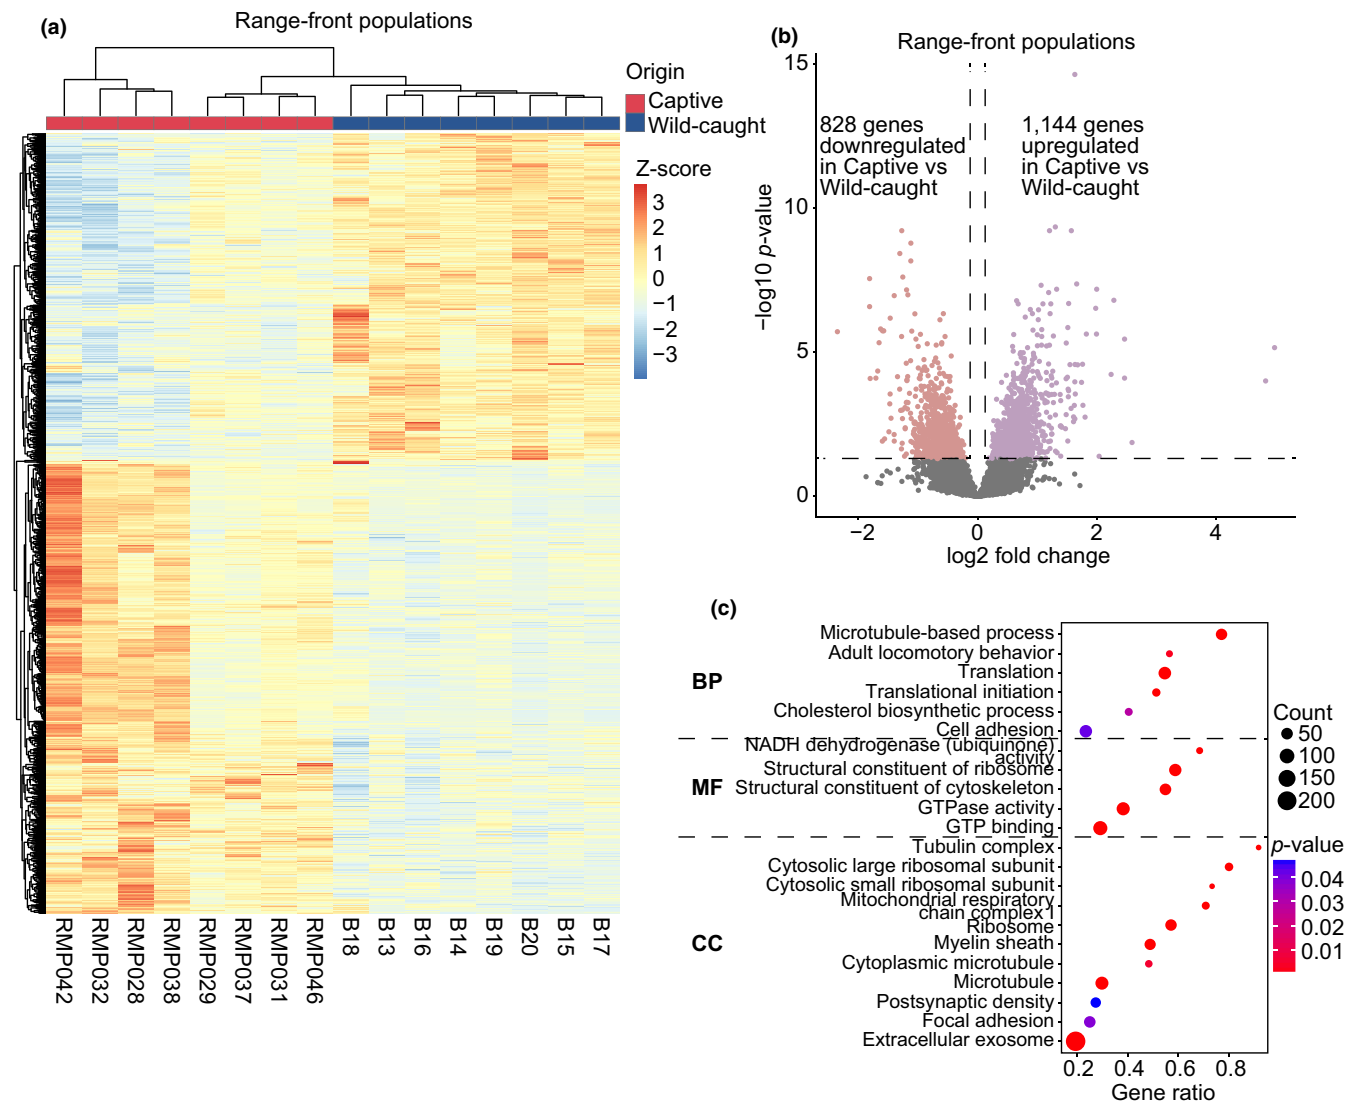 (a)
Range-front populations
Origin
Captive
Wild-caught
Z-score
3
2
1
0
−1
−2
−3
RMP042
RMP032
RMP028
RMP038
RMP029
RMP037
RMP031
RMP046
B18
B13
B16
B14
B19
B20
B15
B17
(b)
Range-front populations
828 genes
downregulated
in Captive vs
Wild-caught
1,144 genes
upregulated
in Captive vs
Wild-caught
−log10 p-value
15
10
5
0
−2
0
2
4
log2 fold change
(c)
BP
Microtubule-based process
Adult locomotory behavior
Translation
Translational initiation
Cholesterol biosynthetic process
Cell adhesion
MF
NADH dehydrogenase (ubiquinone)
activity
Structural constituent of ribosome
Structural constituent of cytoskeleton
GTPase activity
GTP binding
CC
Tubulin complex
Cytosolic large ribosomal subunit
Cytosolic small ribosomal subunit
Mitochondrial respiratory
chain complex I
Ribosome
Myelin sheath
Cytoplasmic microtubule
Microtubule
Postsynaptic density
Focal adhesion
Extracellular exosome
0.2
0.4
0.6
0.8
Gene ratio
Count
50
100
150
200
p-value
0.04
0.03
0.02
0.01